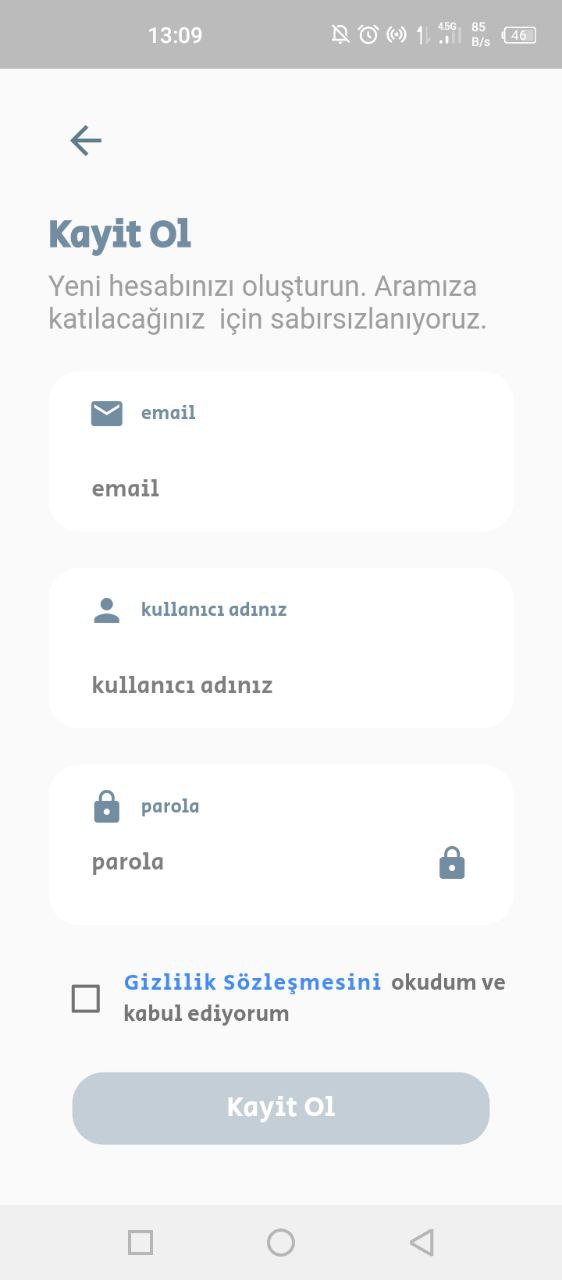 13:09
4.5G
85
B/s
46
Kayit Ol
Yeni hesabınızı oluşturun. Aramıza
katılacağınız  için sabırsızlanıyoruz.
email
email
kullanıcı adınız
kullanıcı adınız
parola
parola
Gizlilik Sözleşmesini okudum ve
kabul ediyorum
Kayit Ol